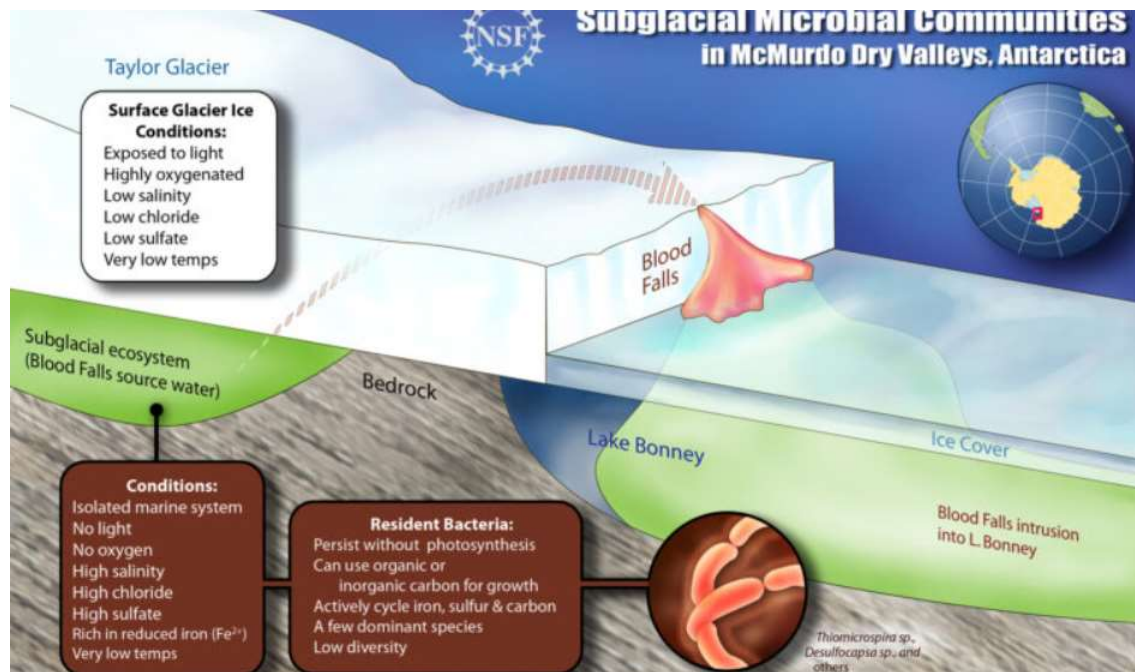 Subglacial Microbial Communities
in McMurdo Dry Valleys, Antarctica
NSF
Taylor Glacier
Surface Glacier Ice
Conditions:
Exposed to light
Highly oxygenated
Low salinity
Low chloride
Low sulfate
Very low temps
Blood
Falls
Subglacial ecosystem
(Blood Falls source water)
Bedrock
Lake Bonney
Ice Cover
Blood Falls intrusion
into L. Bonney
Conditions:
Isolated marine system
No light
No oxygen
High salinity
High chloride
High sulfate
Rich in reduced iron (Fe²⁺)
Very low temps
Resident Bacteria:
Persist without photosynthesis
Can use organic or
inorganic carbon for growth
Actively cycle iron, sulfur & carbon
A few dominant species
Low diversity
Thiomicrospira sp.,
Desulfocapsa sp., and
others